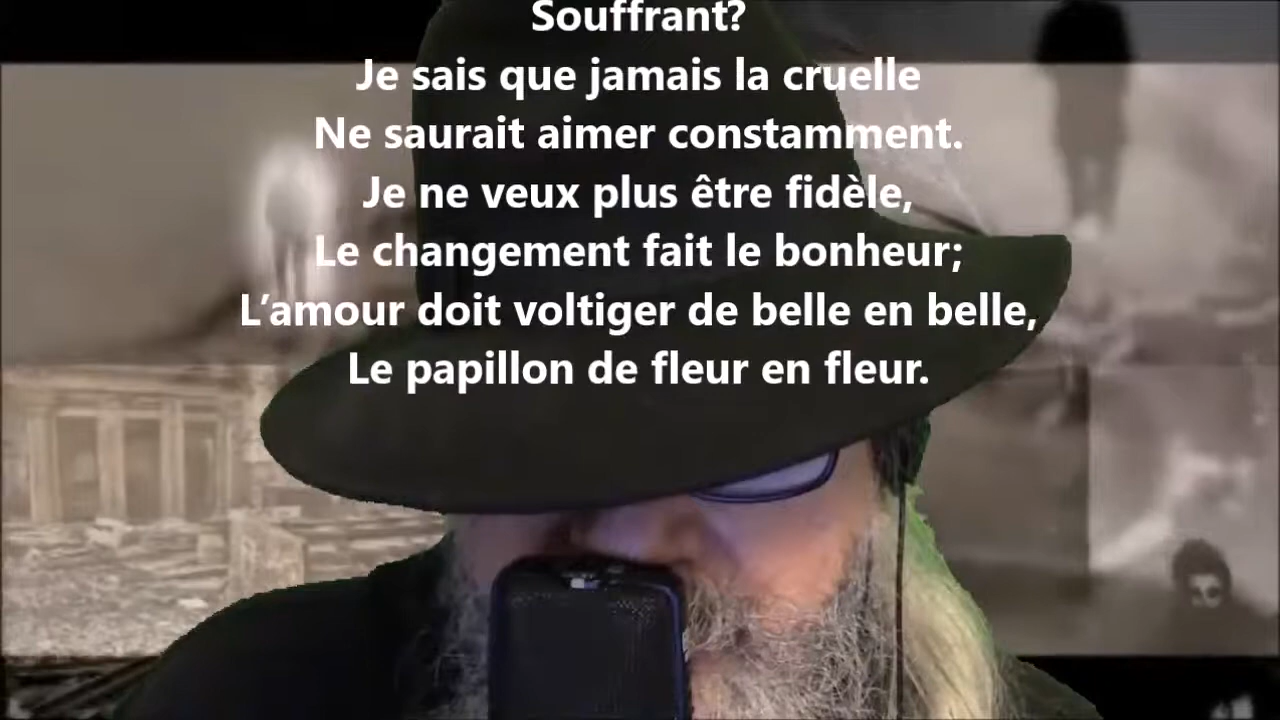 Souffrant?
Je sais que jamais la cruelle
Ne saurait aimer constamment.
Je ne veux plus être fidèle,
Le changement fait le bonheur;
L’amour doit voltiger de belle en belle,
Le papillon de fleur en fleur.